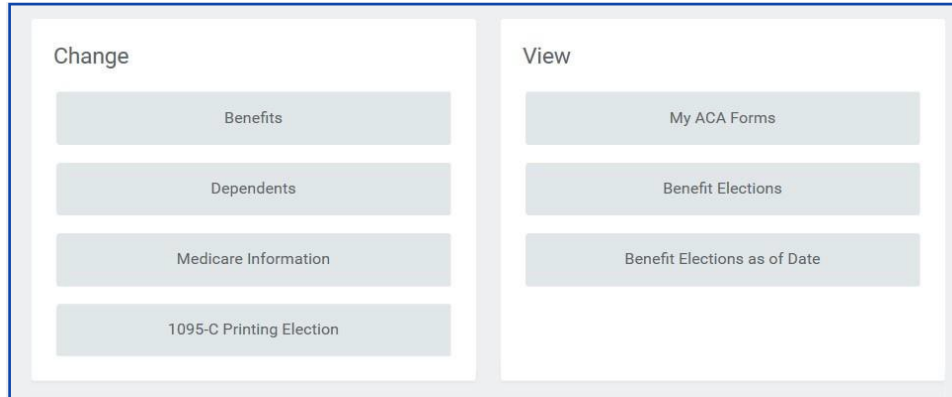 Change
Benefits
Dependents
Medicare Information
1095-C Printing Election
View
My ACA Forms
Benefit Elections
Benefit Elections as of Date